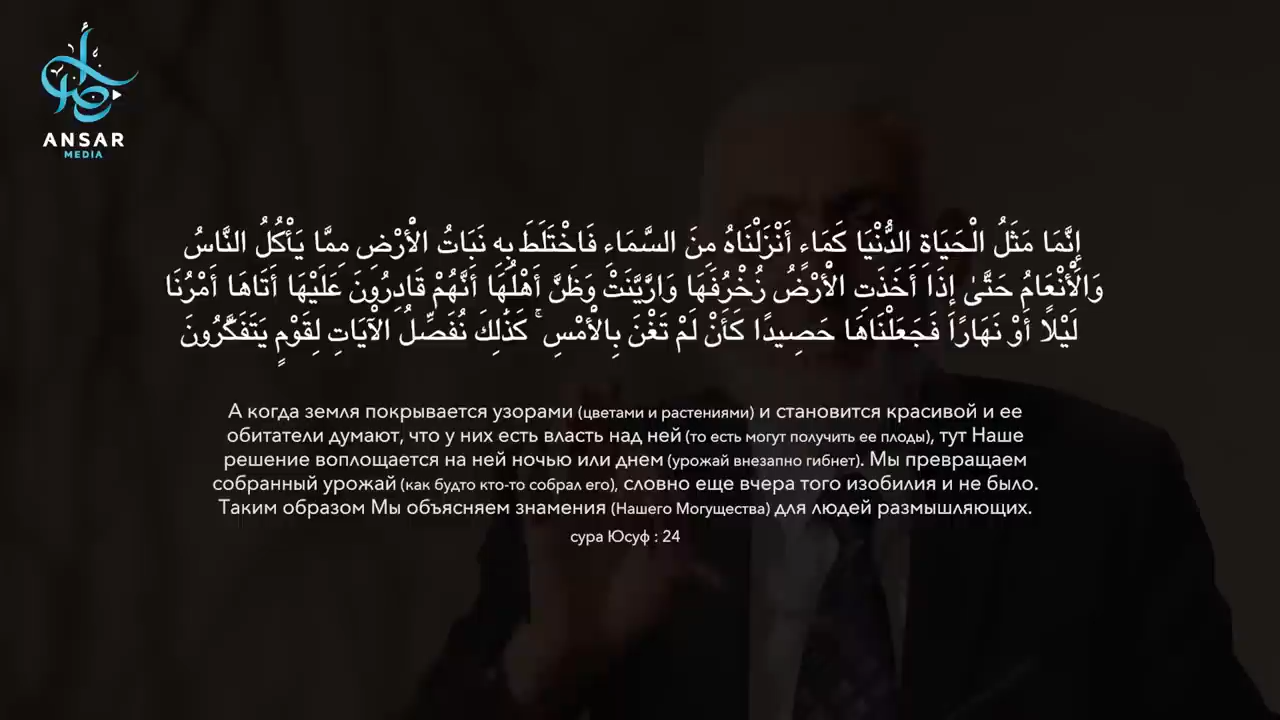 ANSAR
MEDIA
إِنَّمَا مَثَلُ الْحَيَاةِ الدُّنْيَا كَمَاءٍ أَنْزَلْنَاهُ مِنَ السَّمَاءِ فَاخْتَلَطَ بِهِ نَبَاتُ الْأَرْضِ مِمَّا يَأْكُلُ النَّاسُ
وَالْأَنْعَامُ حَتَّىٰ إِذَا أَخَذَتِ الْأَرْضُ زُخْرُفَهَا وَازَّيَّنَتْ وَظَنَّ أَهْلُهَا أَنَّهُمْ قَادِرُونَ عَلَيْهَا أَتَاهَا أَمْرُنَا
لَيْلًا أَوْ نَهَارًا فَجَعَلْنَاهَا حَصِيدًا كَأَنْ لَمْ تَغْنَ بِالْأَمْسِ ۚ كَذَٰلِكَ نُفَصِّلُ الْآيَاتِ لِقَوْمٍ يَتَفَكَّرُونَ
А когда земля покрывается узорами (цветами и растениями) и становится красивой и ее
обитатели думают, что у них есть власть над ней (то есть могут получить ее плоды), тут Наше
решение воплощается на ней ночью или днем (урожай внезапно гибнет). Мы превращаем
собранный урожай (как будто кто-то собрал его), словно еще вчера того изобилия и не было.
Таким образом Мы объясняем знамения (Нашего Могущества) для людей размышляющих.
сура Юсуф : 24